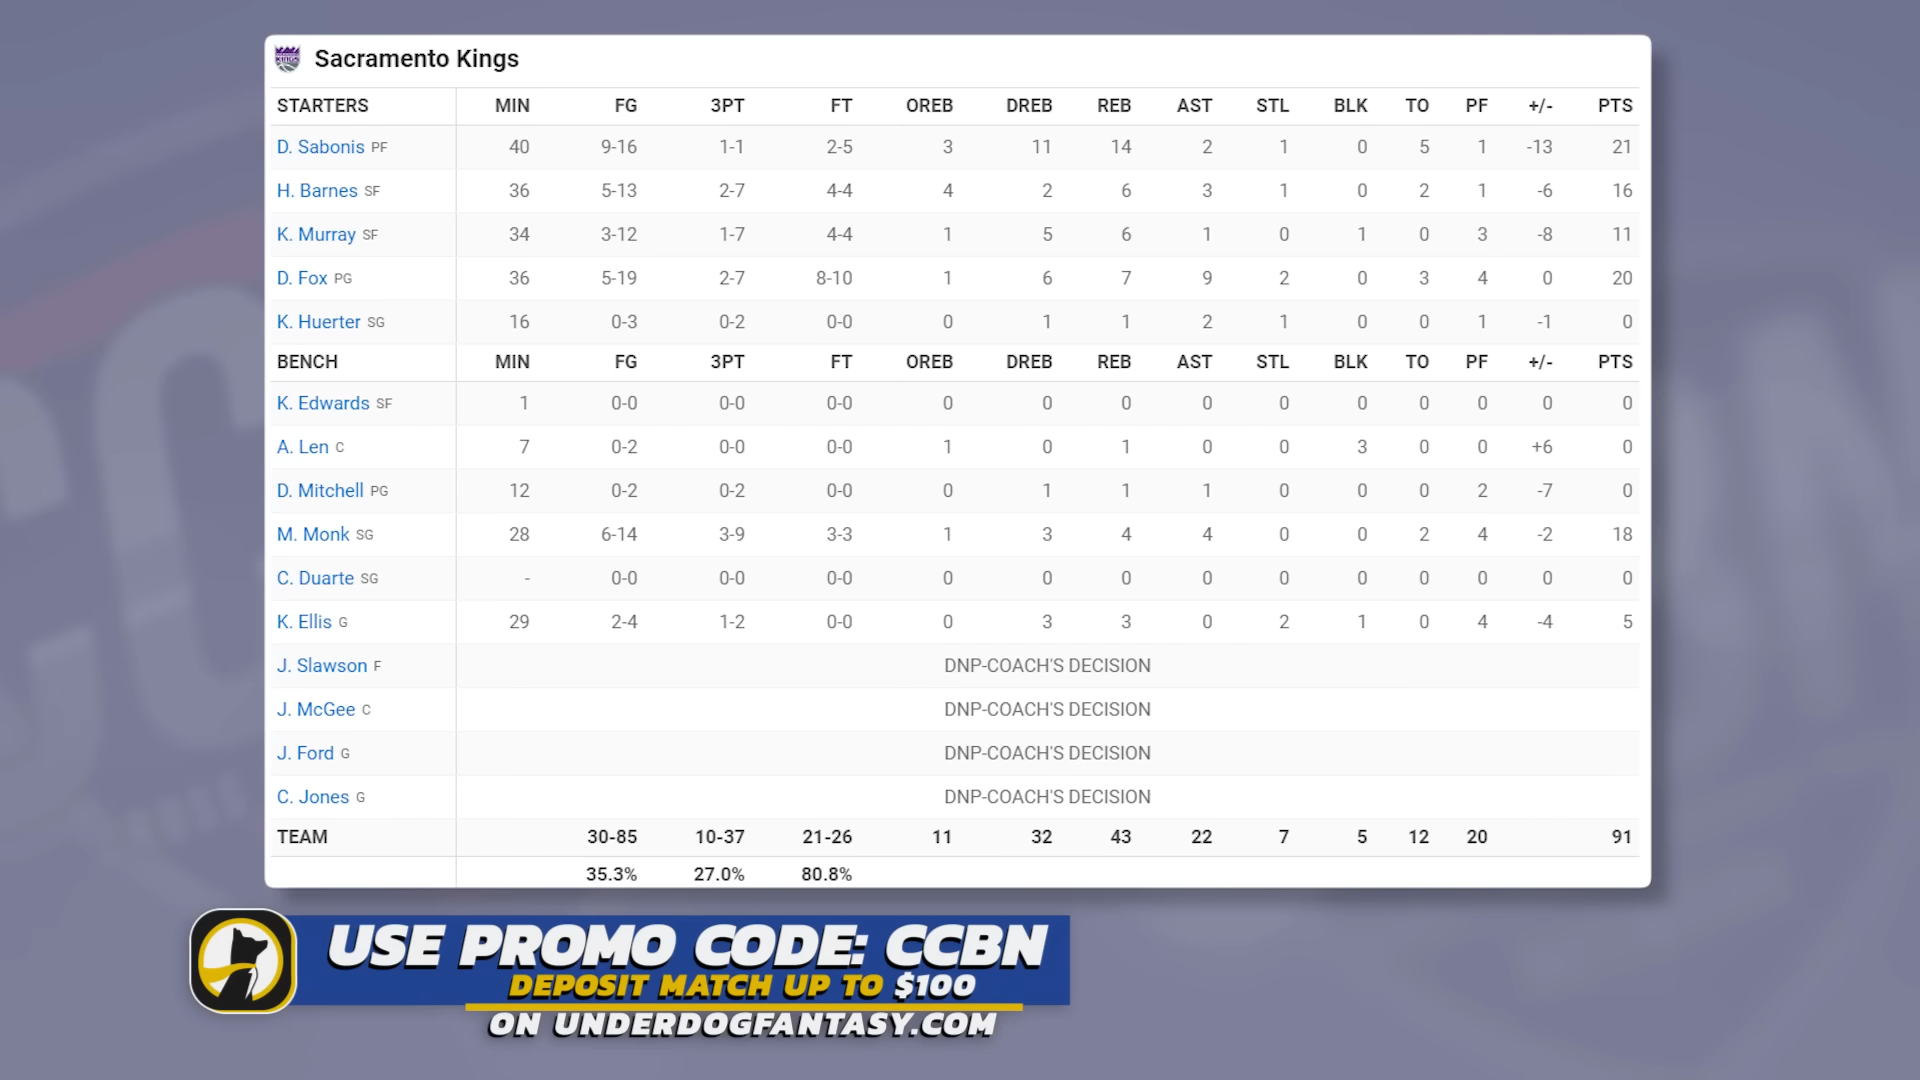 Sacramento Kings
STARTERS MIN FG 3PT FT OREB DREB REB AST STL BLK TO PF +/- PTS
D. Sabonis PF 40 9-16 1-1 2-5 3 11 14 2 1 0 5 1 -13 21
H. Barnes SF 36 5-13 2-7 4-4 4 2 6 3 1 0 2 1 -6 16
K. Murray SF 34 3-12 1-7 4-4 1 5 6 1 0 1 0 3 -8 11
D. Fox PG 36 5-19 2-7 8-10 1 6 7 9 2 0 3 4 0 20
K. Huerter SG 16 0-3 0-2 0-0 0 1 1 2 1 0 0 1 -1 0
BENCH MIN FG 3PT FT OREB DREB REB AST STL BLK TO PF +/- PTS
K. Edwards SF 1 0-0 0-0 0-0 0 0 0 0 0 0 0 0 0 0
A. Len C 7 0-2 0-0 0-0 1 0 1 0 0 3 0 0 +6 0
D. Mitchell PG 12 0-2 0-2 0-0 0 1 1 1 0 0 0 2 -7 0
M. Monk SG 28 6-14 3-9 3-3 1 3 4 4 0 0 2 4 -2 18
C. Duarte SG - 0-0 0-0 0-0 0 0 0 0 0 0 0 0 0 0
K. Ellis G 29 2-4 1-2 0-0 0 3 3 0 2 1 0 4 -4 5
J. Slawson F DNP-COACH'S DECISION
J. McGee C DNP-COACH'S DECISION
J. Ford G DNP-COACH'S DECISION
C. Jones G DNP-COACH'S DECISION
TEAM 30-85 10-37 21-26 11 32 43 22 7 5 12 20 91
35.3% 27.0% 80.8%
USE PROMO CODE: CCBN
DEPOSIT MATCH UP TO $100
ON UNDERDOGFANTASY.COM